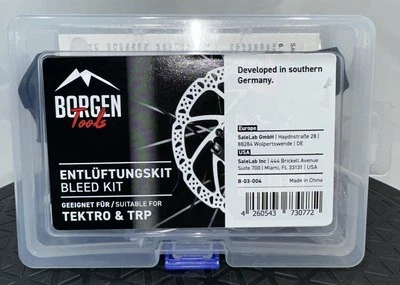 BORGEN
Tools
ENTLÜFTUNGSKIT
BLEED KIT
GEEIGNET FÜR / SUITABLE FOR
TEKTRO & TRP
Developed in southern
Germany.
Europe
SaleLab GmbH | Haydnstraße 28 |
88284 Wolpertswende | DE
USA
SaleLab Inc | 444 Brickell Avenue
Suite 700 | Miami, FL 33131 | USA
B-03-004 Made in China
4 260543 730772